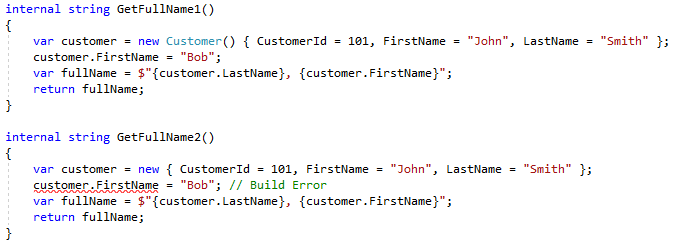 internal string GetFullName1()
{
var customer = new Customer() { CustomerId = 101, FirstName = "John", LastName = "Smith" };
customer.FirstName = "Bob";
var fullName = $"{customer.LastName}, {customer.FirstName}";
return fullName;
}
internal string GetFullName2()
{
var customer = new { CustomerId = 101, FirstName = "John", LastName = "Smith" };
customer.FirstName = "Bob"; // Build Error
var fullName = $"{customer.LastName}, {customer.FirstName}";
return fullName;
}